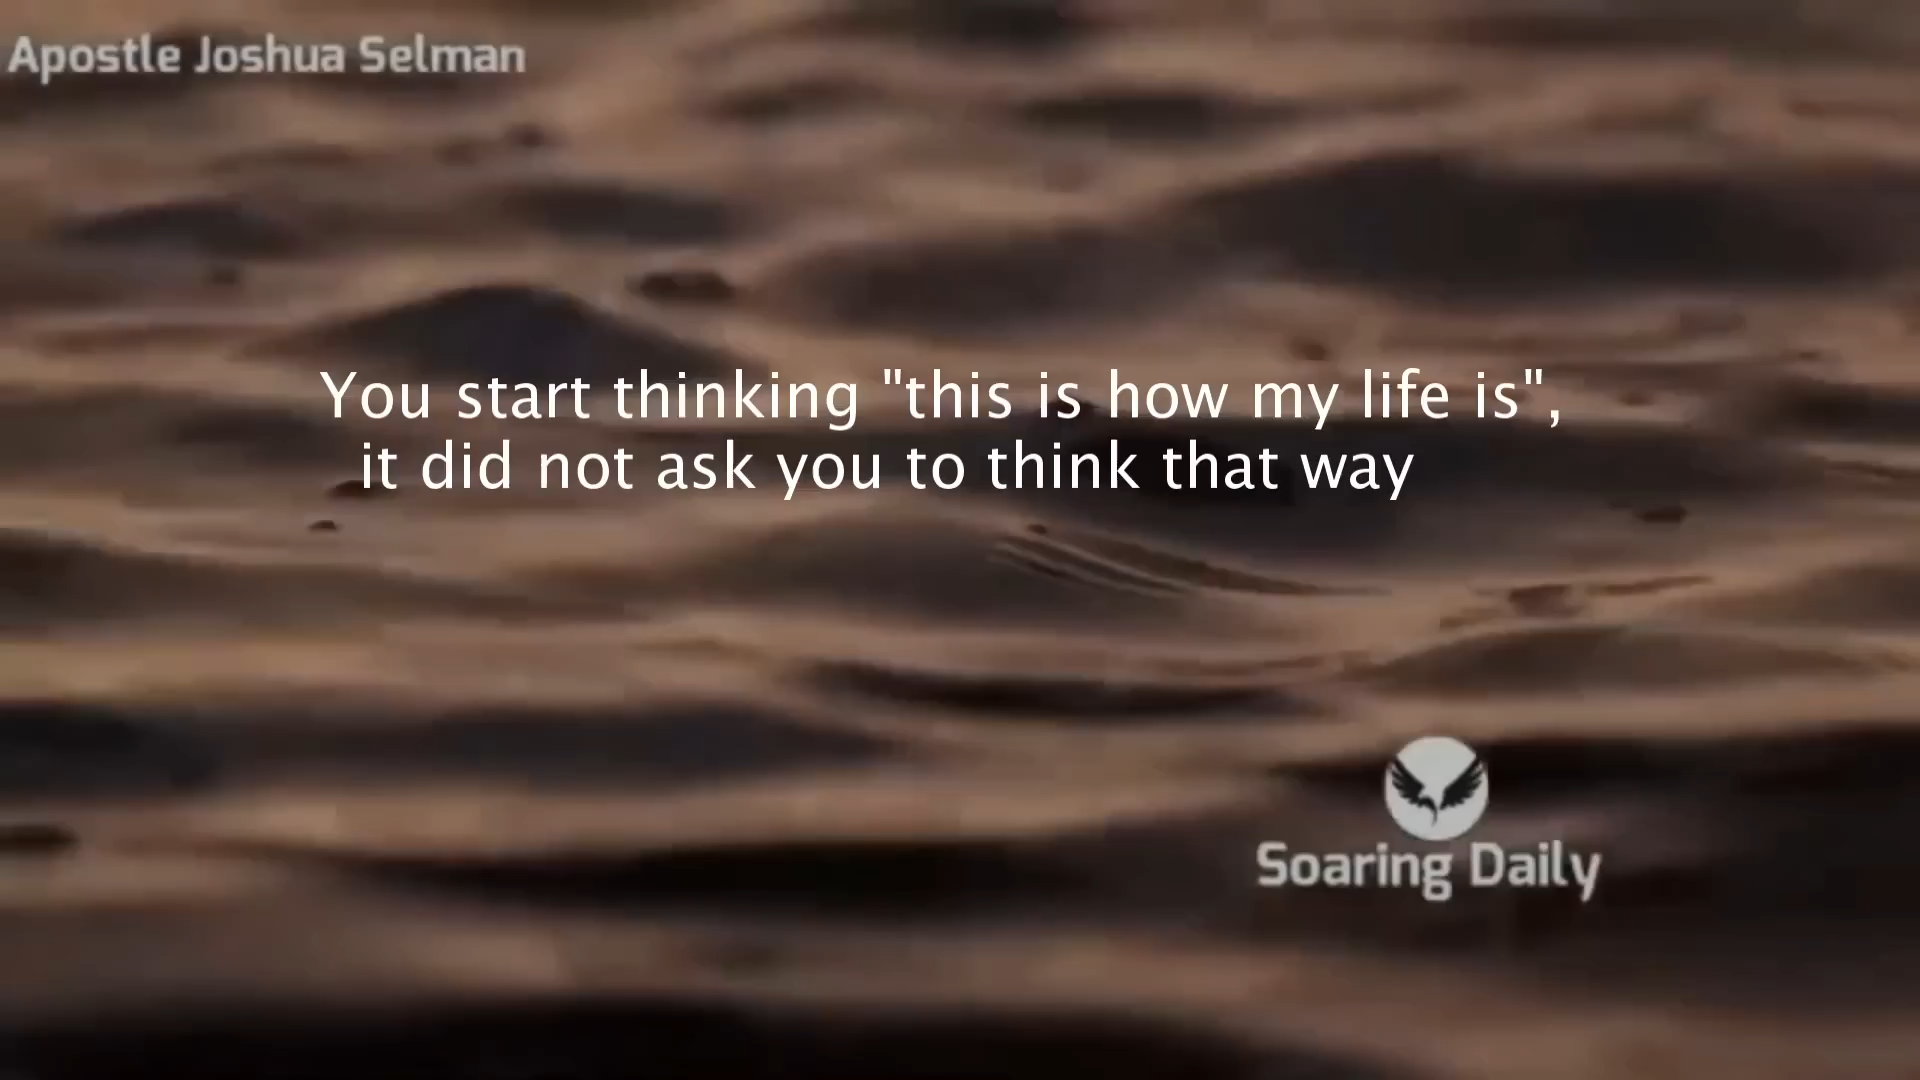 Apostle Joshua Selman
You start thinking "this is how my life is",
it did not ask you to think that way
Soaring Daily